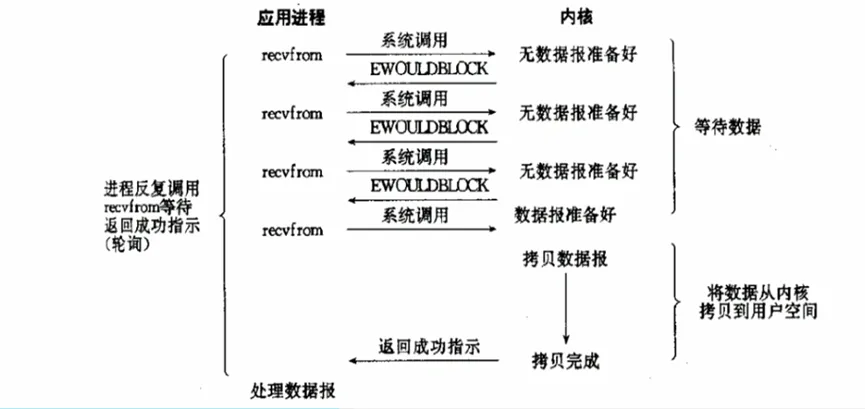 应用进程 内核
recvfrom 系统调用 无数据报准备好
EWOULDBLOCK
recvfrom 系统调用 无数据报准备好
EWOULDBLOCK
等待数据
recvfrom 系统调用 无数据报准备好
EWOULDBLOCK
recvfrom 系统调用 数据报准备好
进程反复调用
recvfrom等待
返回成功指示
(轮询)
拷贝数据报
将数据从内核
拷贝到用户空间
返回成功指示 拷贝完成
处理数据报